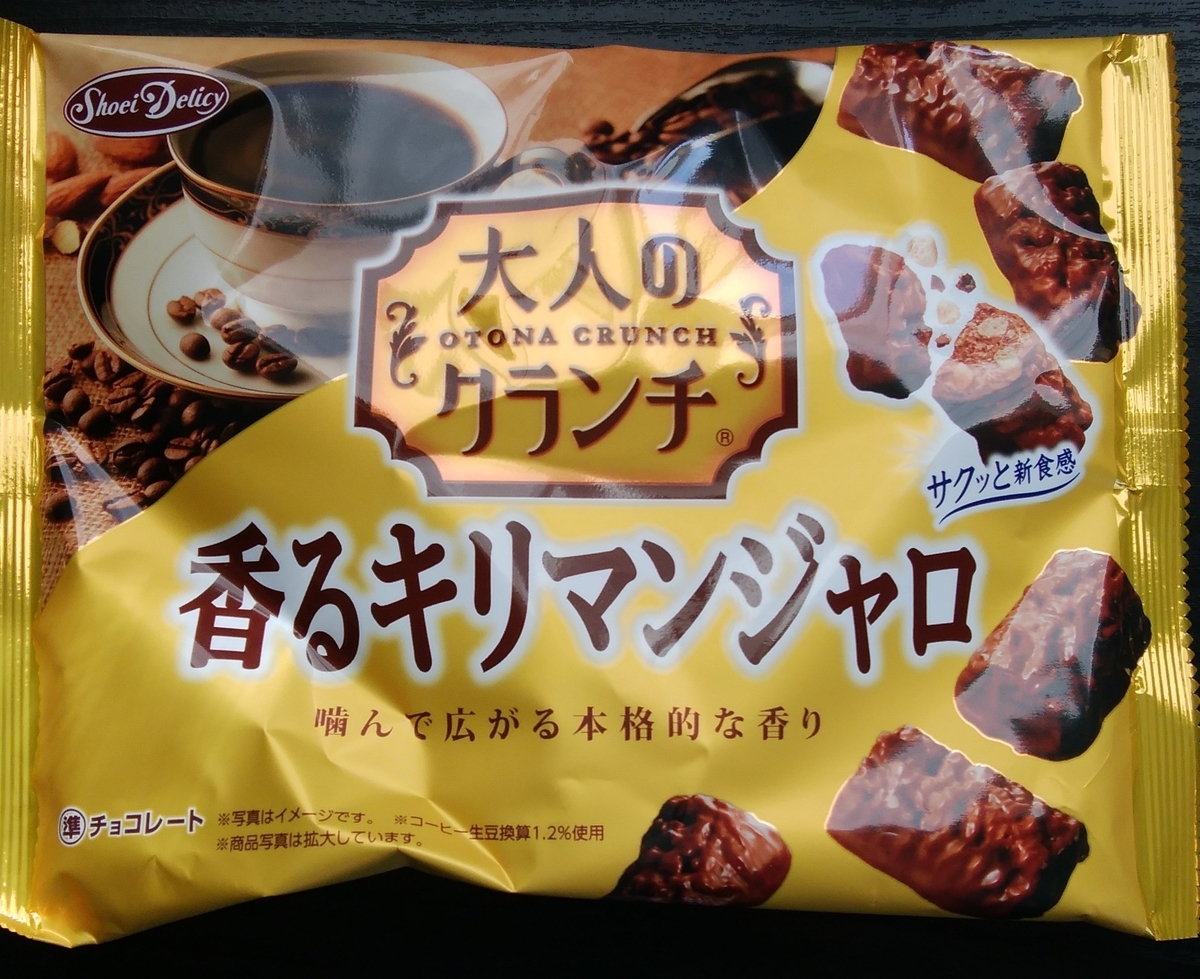 Shoei Delicy
大人の
OTONA CRUNCH
クランチ®
サクッと新食感
香るキリマンジャロ
噛んで広がる本格的な香り
準チョコレート
※写真はイメージです。 ※コーヒー生豆換算1.2%使用
※商品写真は拡大しています。